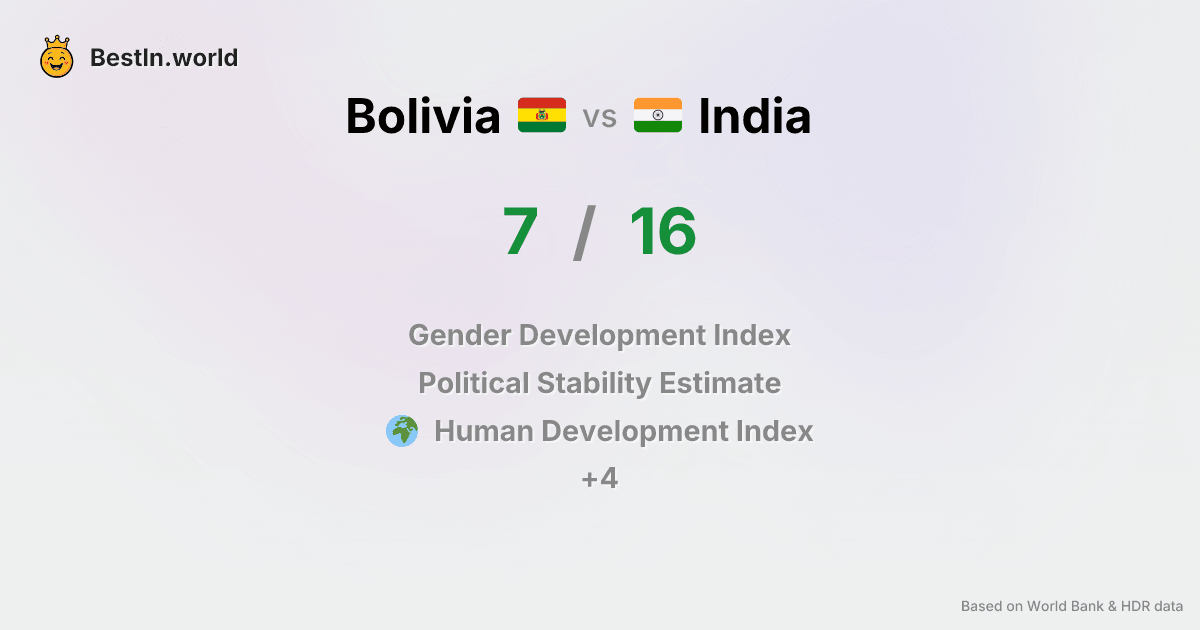 BestIn.world
Bolivia vs India
7 / 16
Gender Development Index
Political Stability Estimate
Human Development Index
+4
Based on World Bank & HDR data